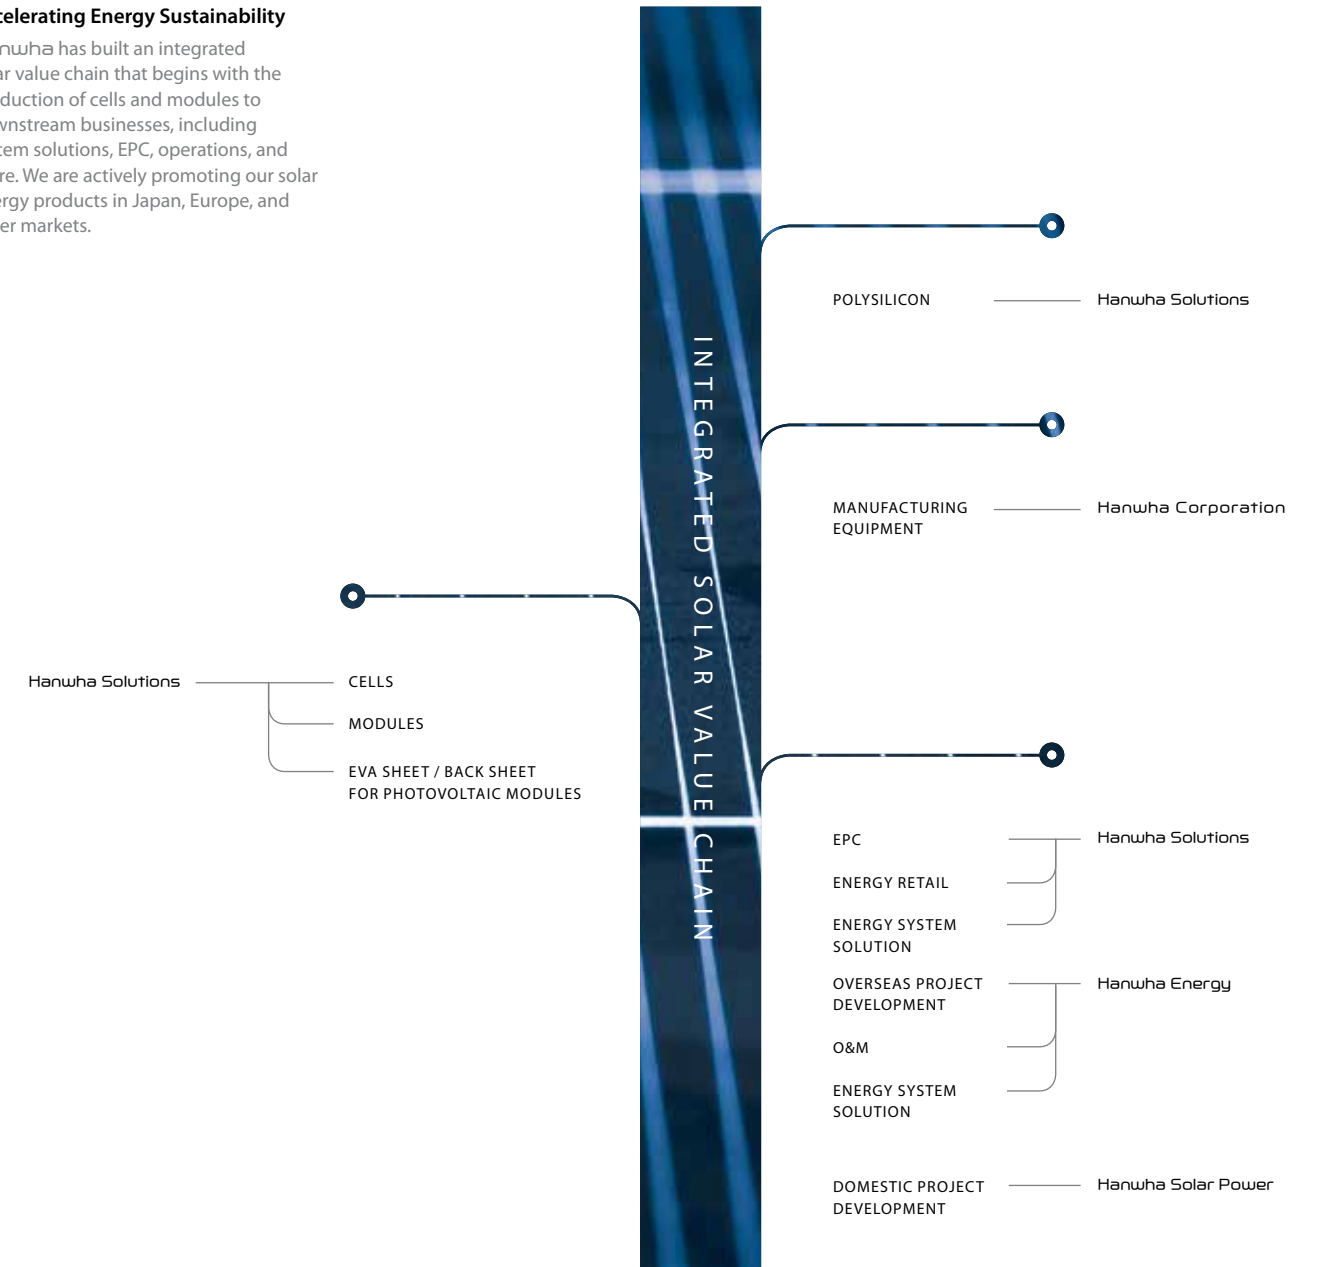 celerating Energy Sustainability
nwha has built an integrated
ar value chain that begins with the
duction of cells and modules to
wnstream businesses, including
tem solutions, EPC, operations, and
re. We are actively promoting our solar
ergy products in Japan, Europe, and
er markets.
INTEGRATED SOLAR VALUE CHAIN
POLYSILICON Hanwha Solutions
MANUFACTURING Hanwha Corporation
EQUIPMENT
Hanwha Solutions CELLS
MODULES
EVA SHEET / BACK SHEET
FOR PHOTOVOLTAIC MODULES
EPC Hanwha Solutions
ENERGY RETAIL
ENERGY SYSTEM
SOLUTION
OVERSEAS PROJECT Hanwha Energy
DEVELOPMENT
O&M
ENERGY SYSTEM
SOLUTION
DOMESTIC PROJECT Hanwha Solar Power
DEVELOPMENT